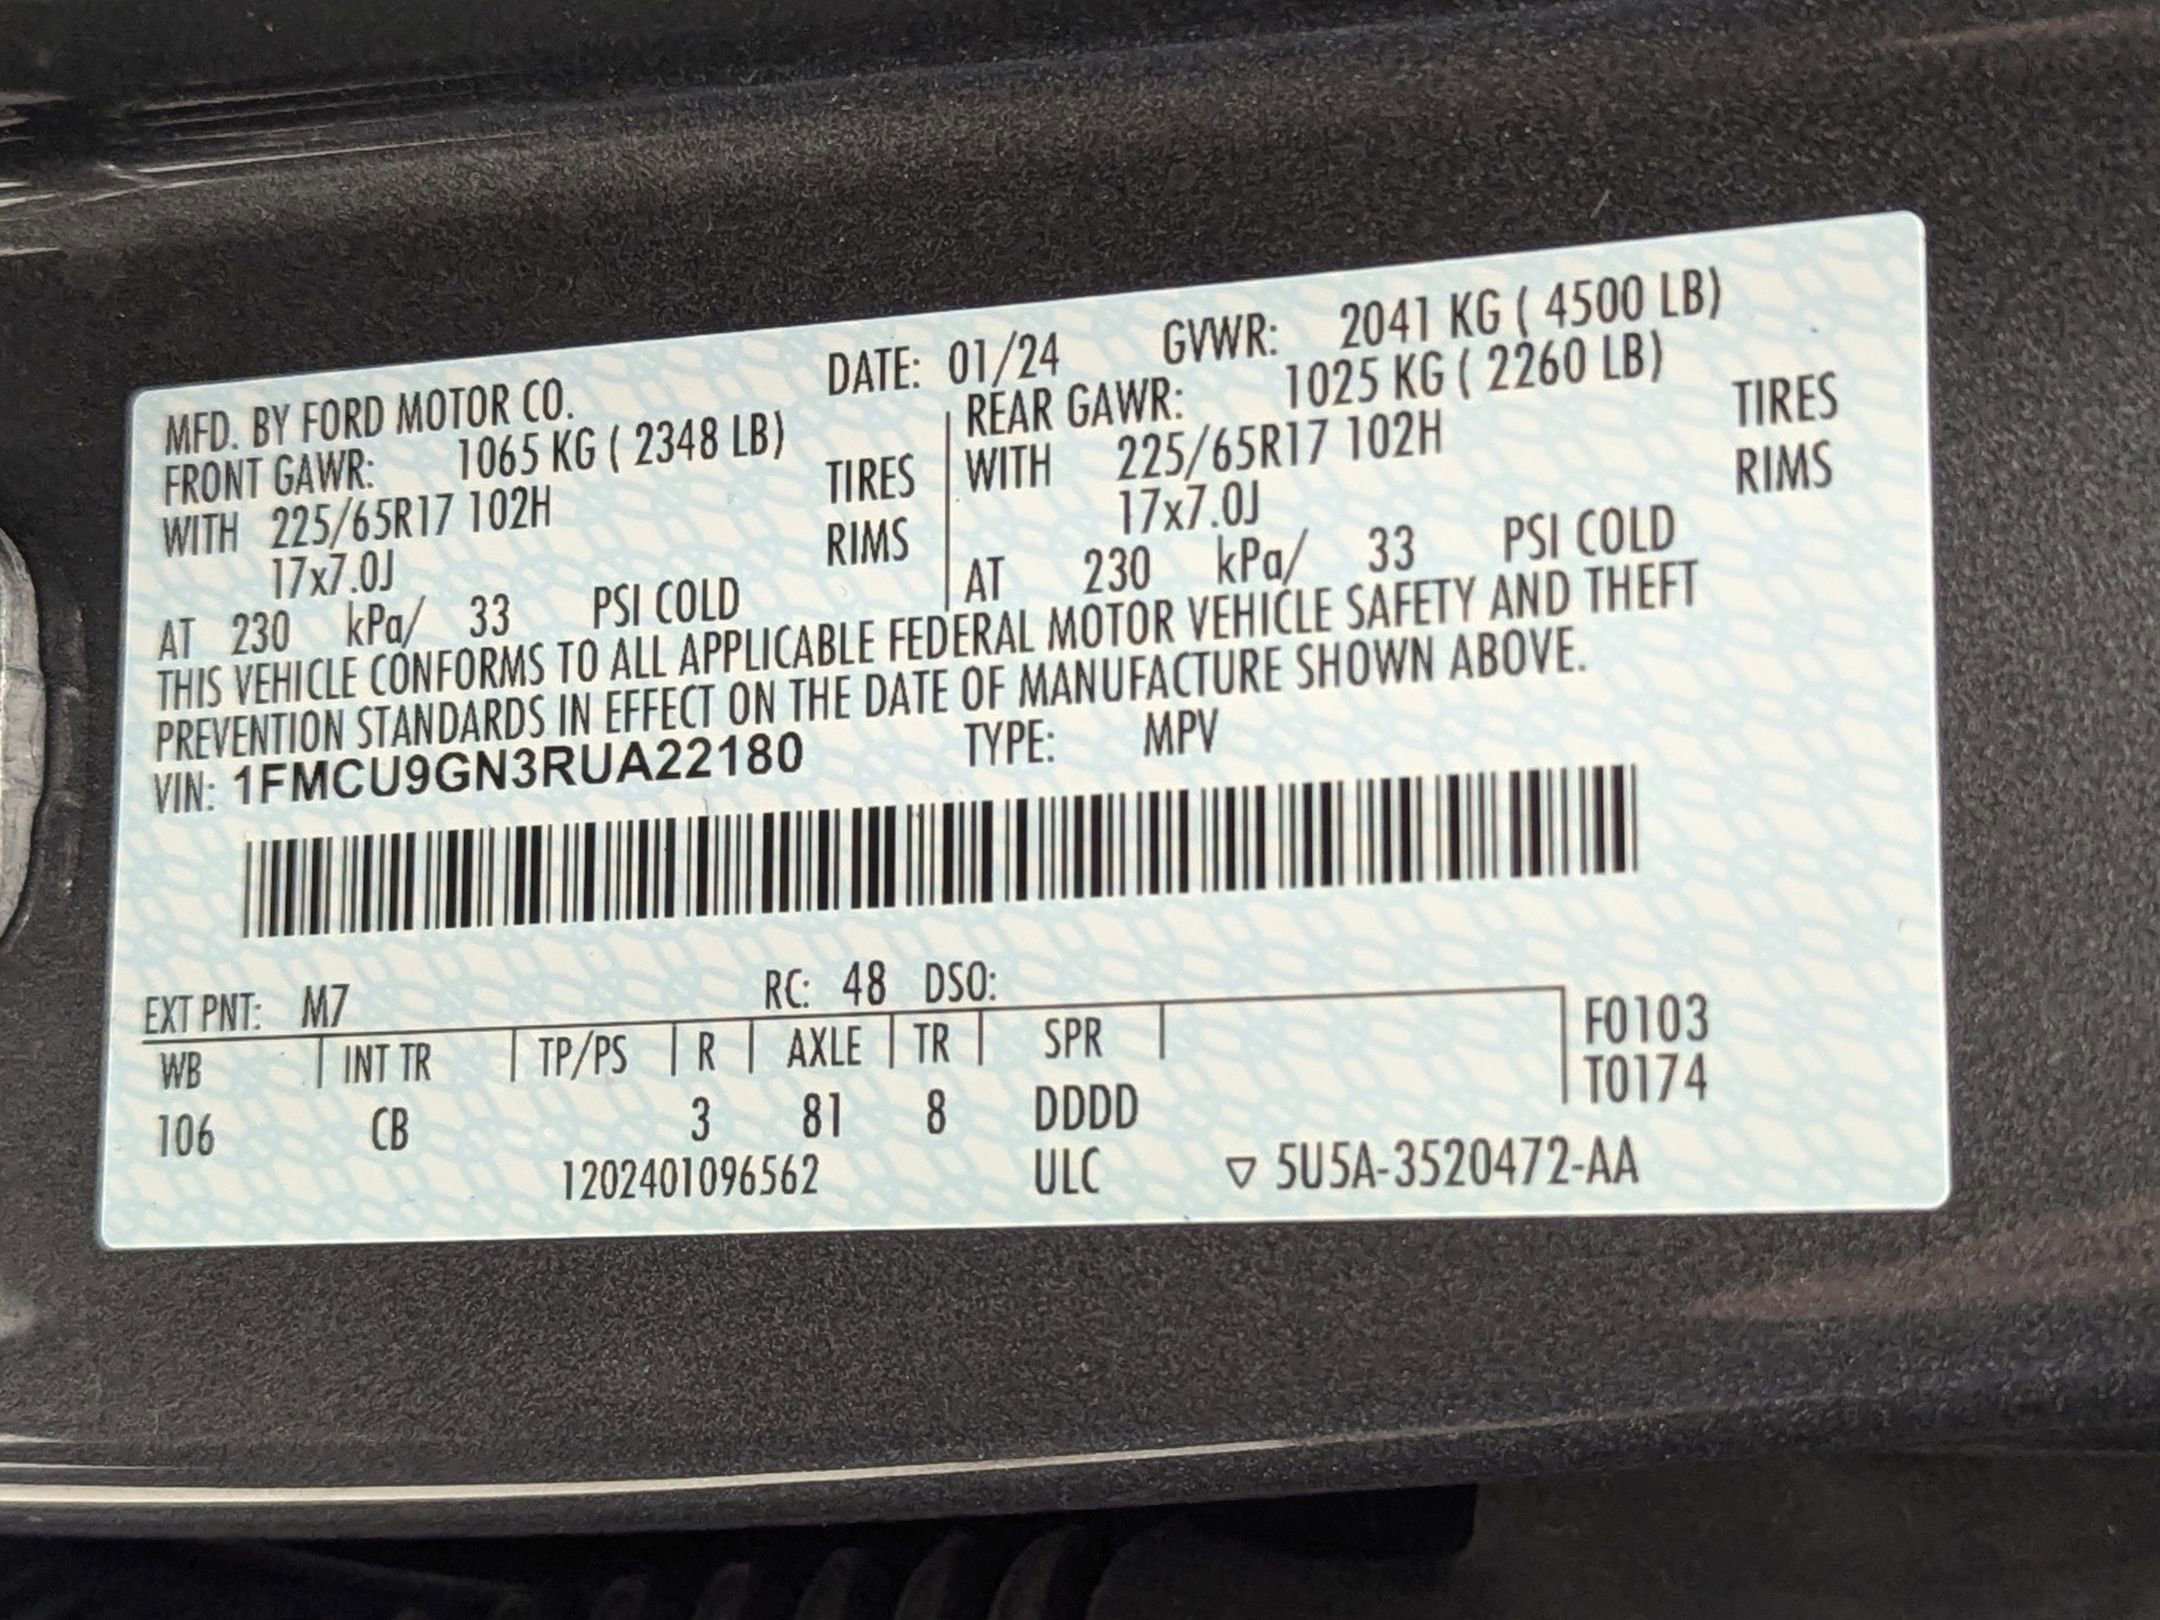 MFD. BY FORD MOTOR CO. DATE: 01/24 GVWR: 2041 KG ( 4500 LB)
FRONT GAWR: 1065 KG ( 2348 LB) REAR GAWR: 1025 KG ( 2260 LB)
WITH 225/65R17 102H TIRES WITH 225/65R17 102H TIRES
17x7.0J RIMS 17x7.0J RIMS
AT 230 kPa/ 33 PSI COLD AT 230 kPa/ 33 PSI COLD
THIS VEHICLE CONFORMS TO ALL APPLICABLE FEDERAL MOTOR VEHICLE SAFETY AND THEFT
PREVENTION STANDARDS IN EFFECT ON THE DATE OF MANUFACTURE SHOWN ABOVE.
VIN: 1FMCU9GN3RUA22180 TYPE: MPV
EXT PNT: M7 RC: 48 DSO:
WB INT TR TP/PS R AXLE TR SPR F0103
106 CB 3 81 8 DDDD T0174
1202401096562 ULC ▽ 5U5A-3520472-AA